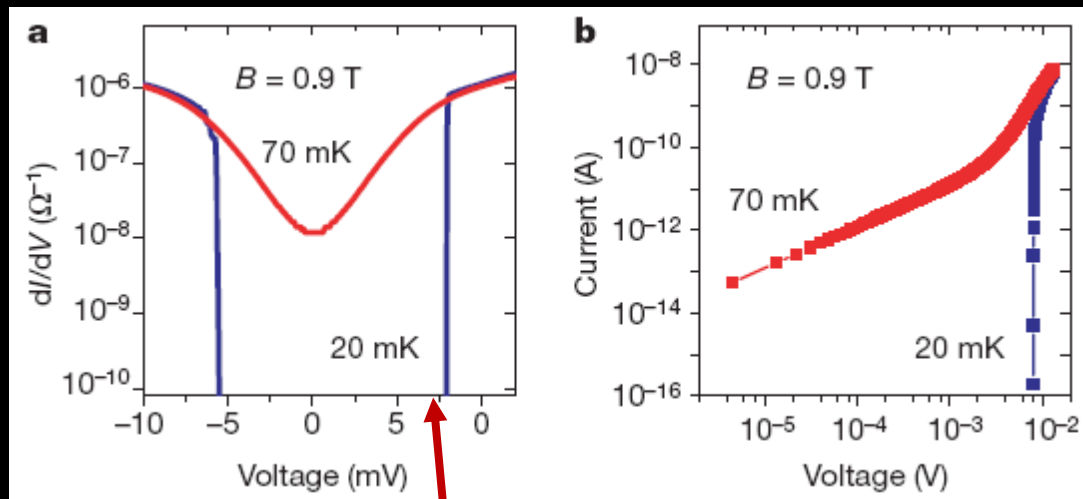 a
B = 0.9 T
70 mK
20 mK
10⁻⁶
10⁻⁷
10⁻⁸
10⁻⁹
10⁻¹⁰
dI/dV (Ω⁻¹)
–10 –5 0 5 0
Voltage (mV)
b
B = 0.9 T
70 mK
20 mK
10⁻⁸
10⁻¹⁰
10⁻¹²
10⁻¹⁴
10⁻¹⁶
Current (A)
10⁻⁵ 10⁻⁴ 10⁻³ 10⁻²
Voltage (V)